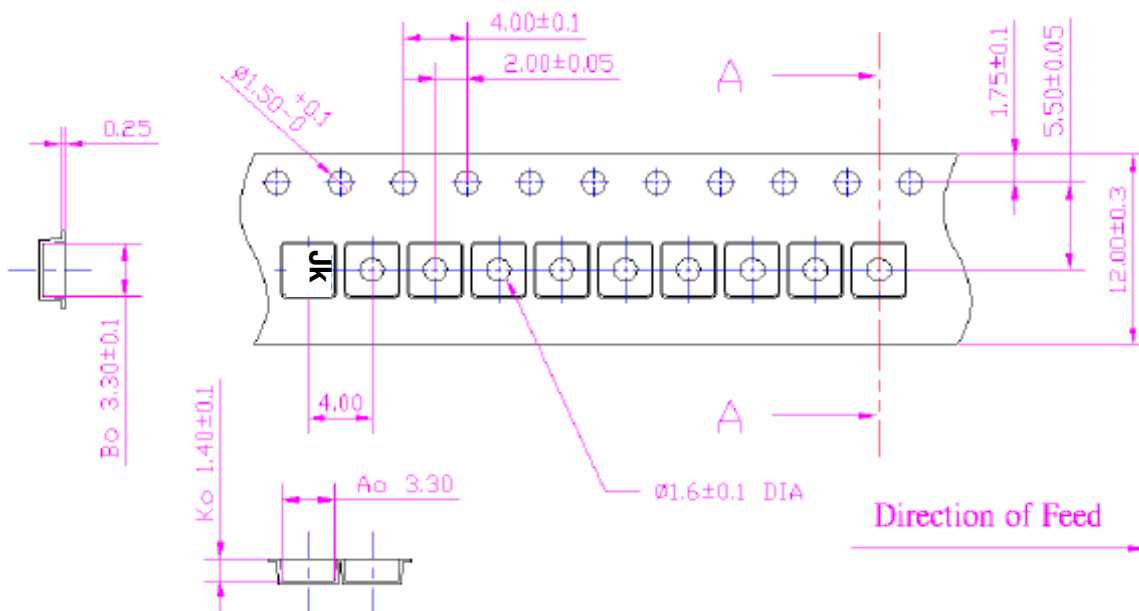 4.00±0.1
2.00±0.05
Ø1.50 +0.1 -0
A
1.75±0.1
5.50±0.05
0.25
JK
12.00±0.3
Bo 3.30±0.1
4.00
A
Ko 1.40±0.1
Ao 3.30
Ø1.6±0.1 DIA
Direction of Feed